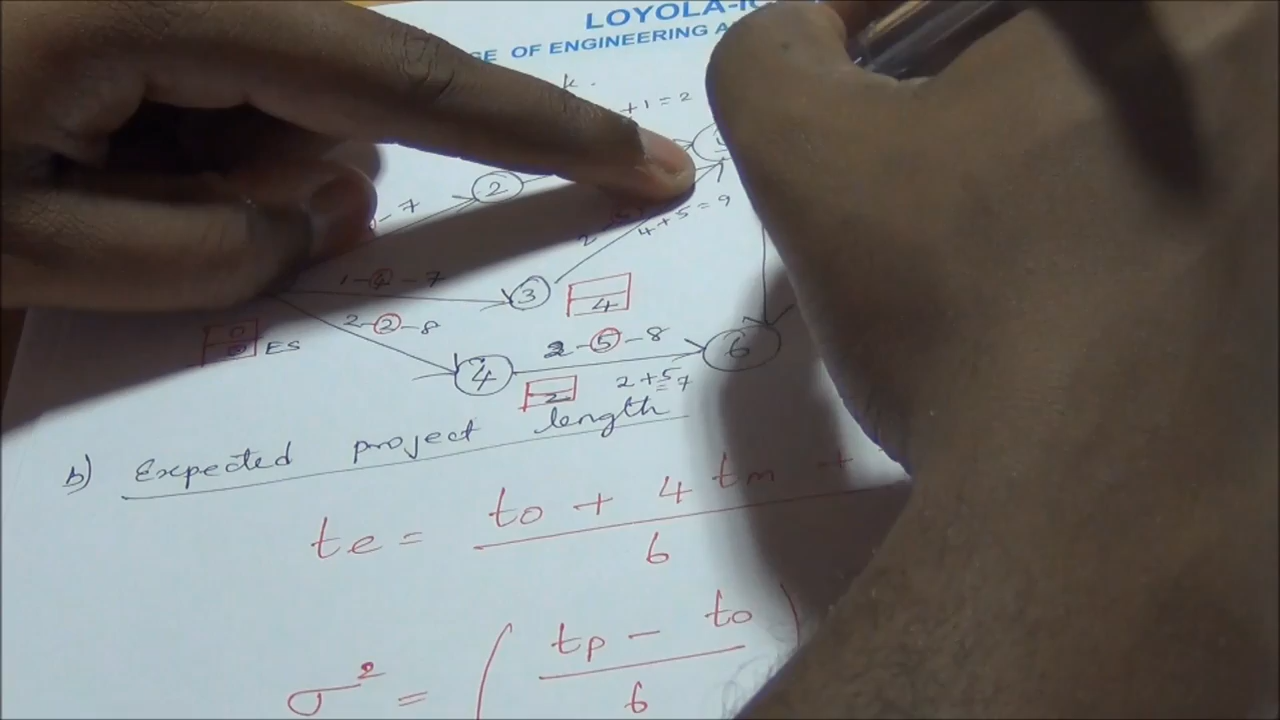 LOYOLA-IC
GE OF ENGINEERING A
k.
+1=2
2
-7
4+5=9
1-4-7
3
4
2-2-8
0
0
ES
2-5-8
4
6
2
2+5=7
b) Expected project length
te = to + 4 tm +
6
σ² = ( tp - to )
6